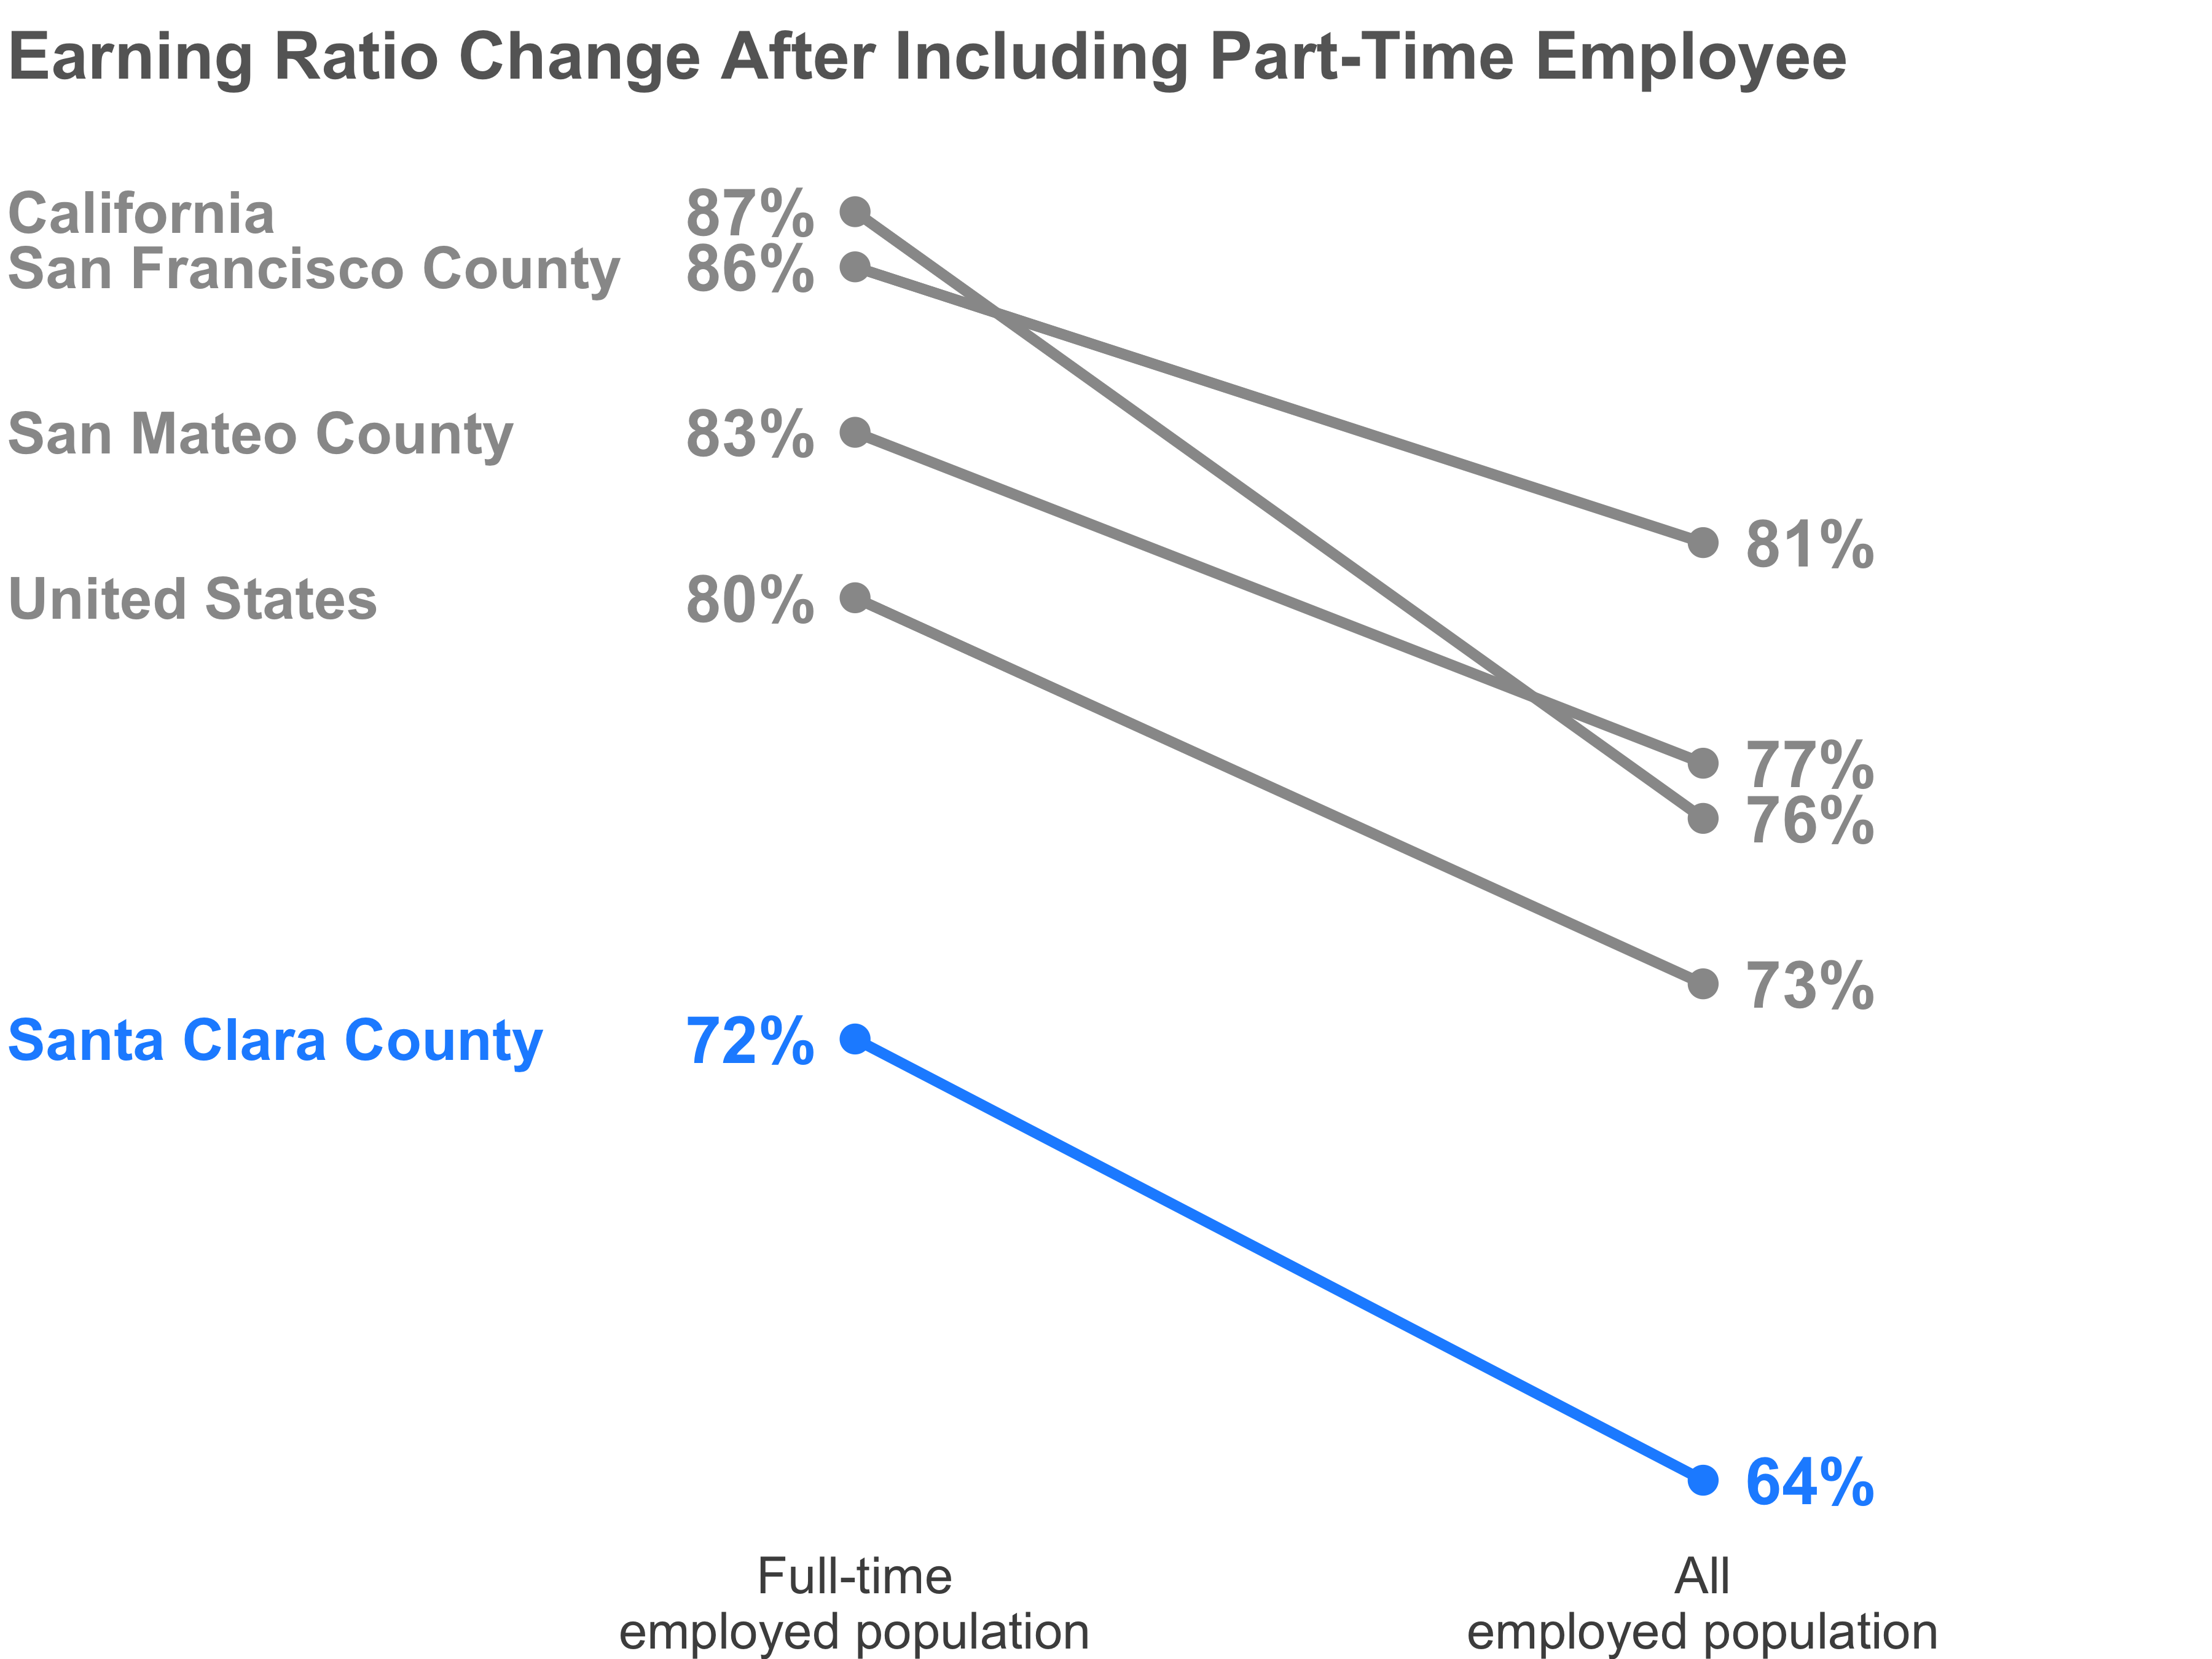 Earning Ratio Change After Including Part-Time Employee
California 87%
San Francisco County 86%
San Mateo County 83%
81%
United States 80%
77%
76%
73%
Santa Clara County 72%
64%
Full-time
employed population
All
employed population